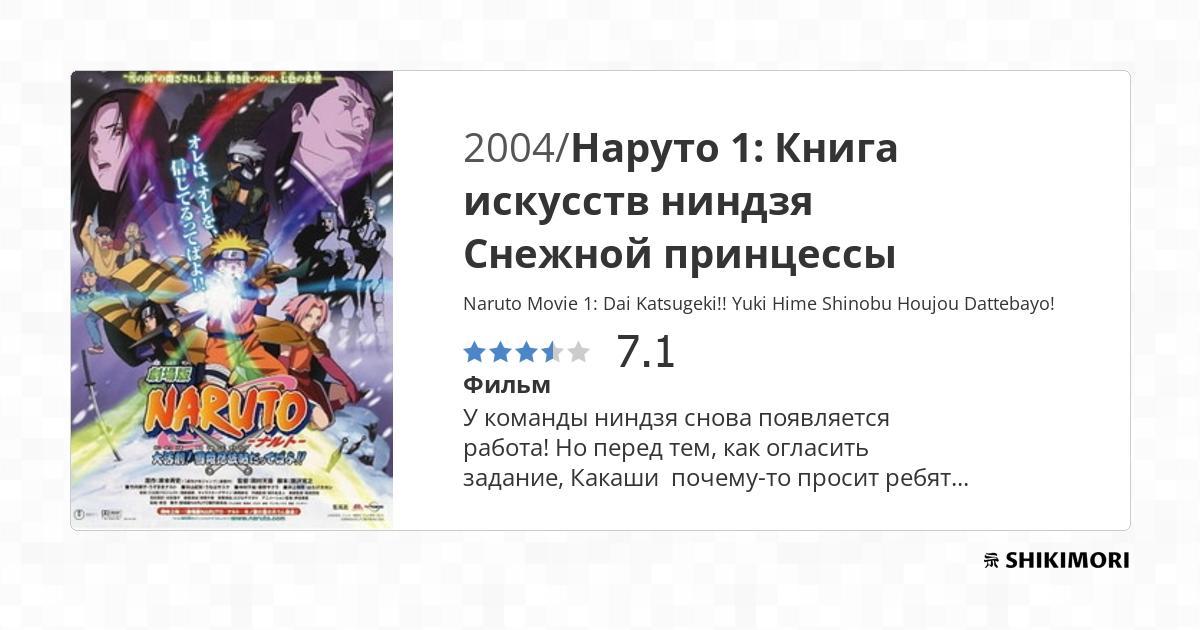 "雪の国"の閉ざされし未来、解き放つのは、七色の希望
オレは、オレを、
信じてるってばよ!!
劇場版
NARUTO
-ナルト-
大活劇!雪姫忍法帖だってばよ!!
www.naruto.com
2004/Наруто 1: Книга
искусств ниндзя
Снежной принцессы
Naruto Movie 1: Dai Katsugeki!! Yuki Hime Shinobu Houjou Dattebayo!
7.1
Фильм
У команды ниндзя снова появляется
работа! Но перед тем, как огласить
задание, Какаши  почему-то просит ребят...
SHIKIMORI